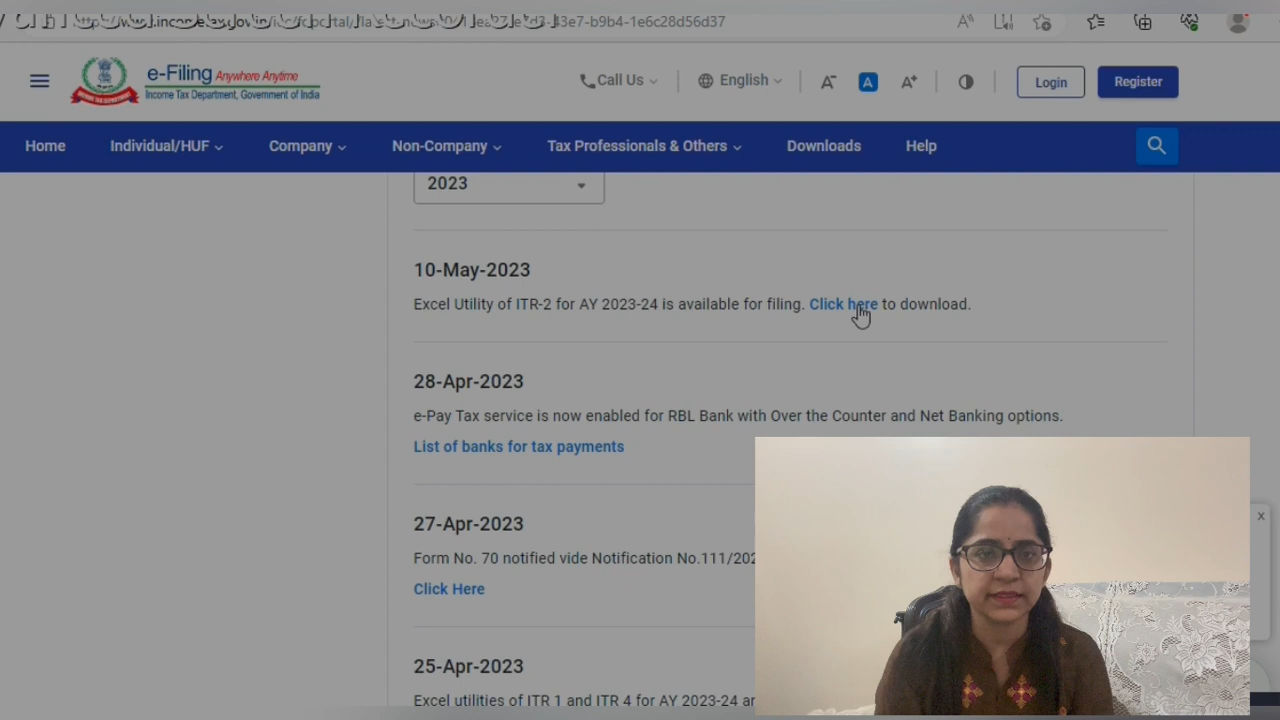 43e7-b9b4-1e6c28d56d37
e-Filing Anywhere Anytime
Income Tax Department, Government of India
Call Us
English
A-
A
A+
Login
Register
Home
Individual/HUF
Company
Non-Company
Tax Professionals & Others
Downloads
Help
2023
10-May-2023
Excel Utility of ITR-2 for AY 2023-24 is available for filing. Click here to download.
28-Apr-2023
e-Pay Tax service is now enabled for RBL Bank with Over the Counter and Net Banking options.
List of banks for tax payments
27-Apr-2023
Form No. 70 notified vide Notification No.111/202
Click Here
25-Apr-2023
Excel utilities of ITR 1 and ITR 4 for AY 2023-24
x